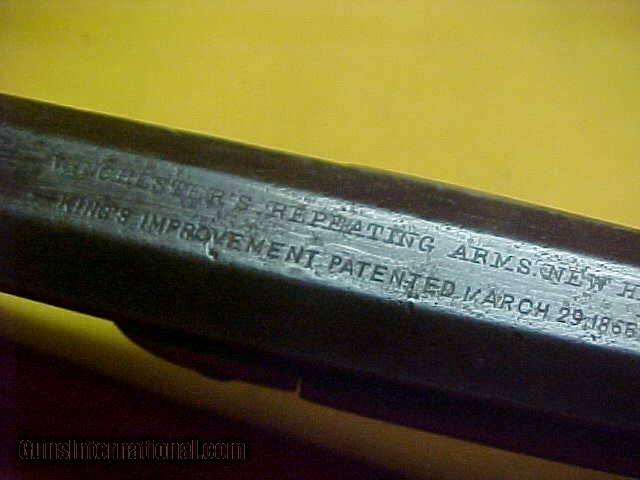 WINCHESTER'S REPEATING ARMS. NEW H
KING'S IMPROVEMENT PATENTED MARCH 29, 1866
GunsInternational.com